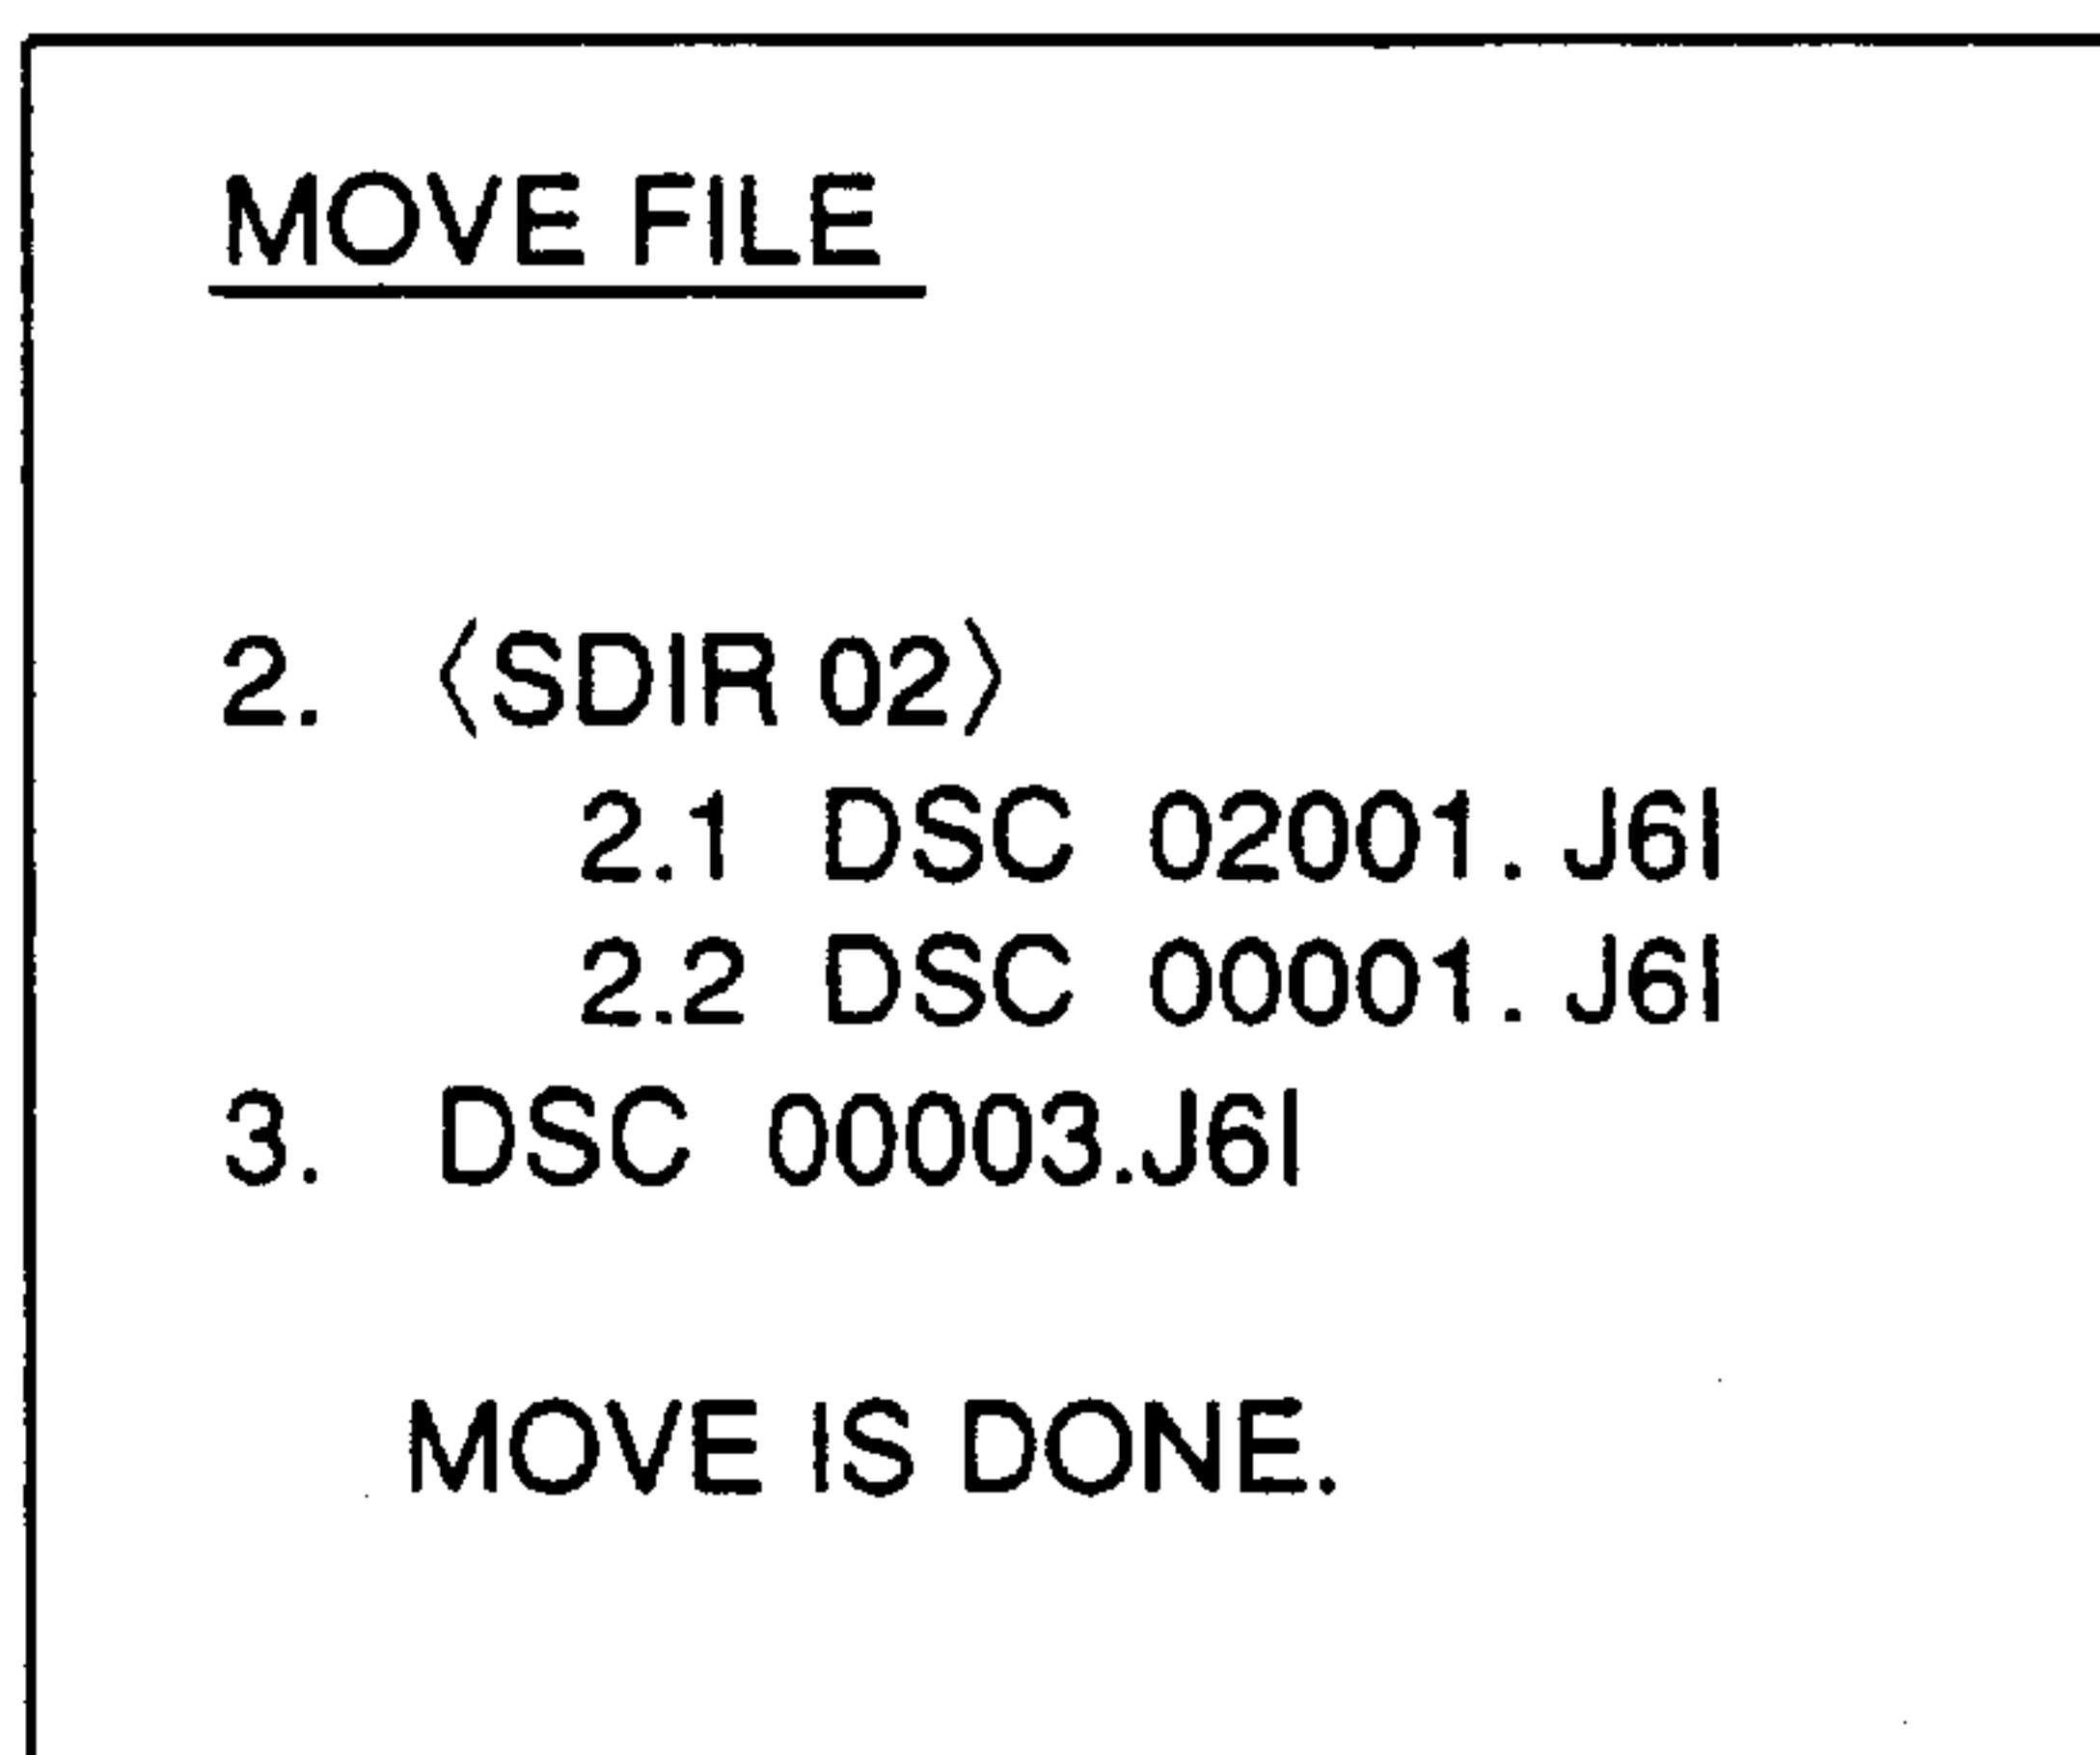 MOVE FILE
2. 〈SDIR 02〉
2.1 DSC 02001. J6I
2.2 DSC 00001. J6I
3. DSC 00003.J6I
MOVE IS DONE.